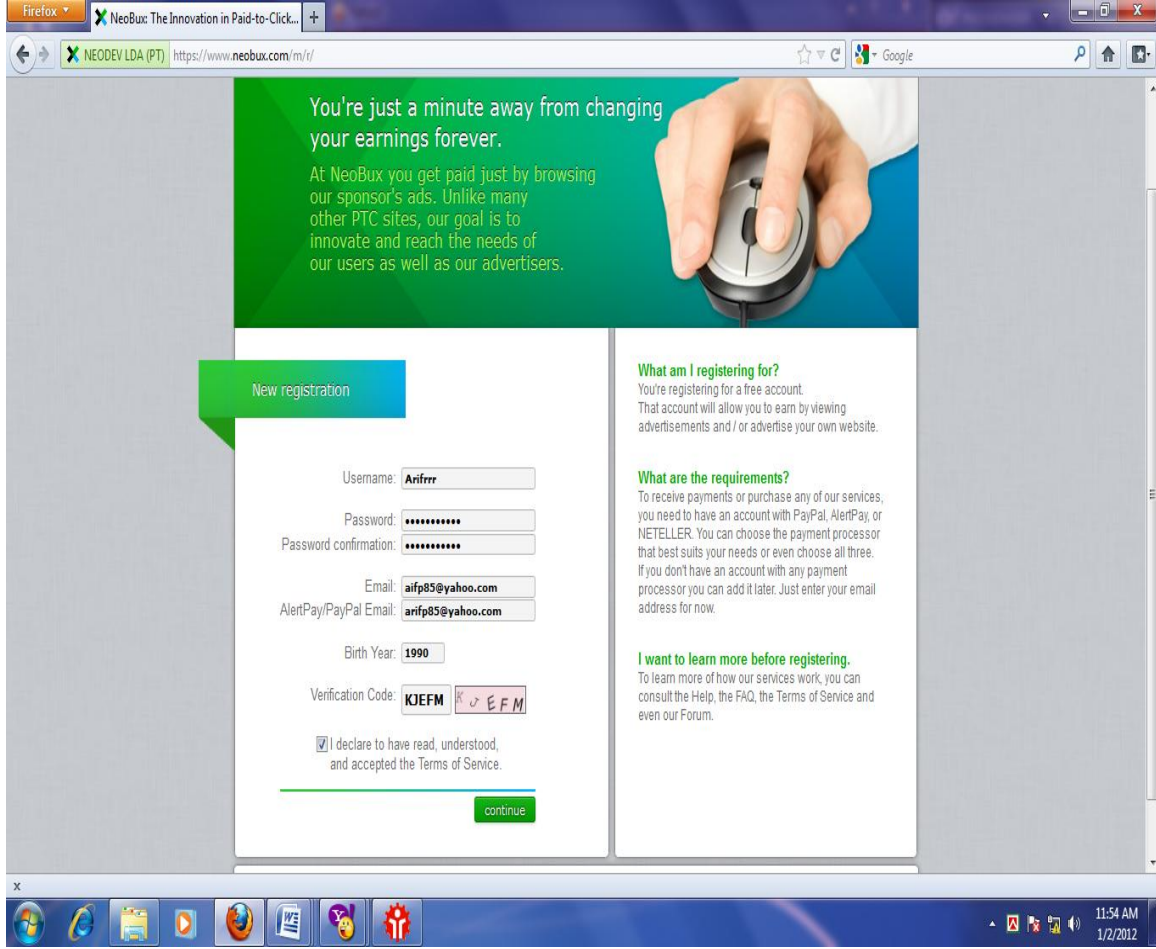 Firefox
NeoBux: The Innovation in Paid-to-Click...
NEODEV LDA (PT) https://www.neobux.com/m/r/
Google
You're just a minute away from changing
your earnings forever.
At NeoBux you get paid just by browsing
our sponsor's ads. Unlike many
other PTC sites, our goal is to
innovate and reach the needs of
our users as well as our advertisers.
New registration
Username: Arifrrr
Password: •••••••••••
Password confirmation: •••••••••••
Email: aifp85@yahoo.com
AlertPay/PayPal Email: arifp85@yahoo.com
Birth Year: 1990
Verification Code: KJEFM KJEFM
I declare to have read, understood,
and accepted the Terms of Service.
continue
What am I registering for?
You're registering for a free account.
That account will allow you to earn by viewing
advertisements and / or advertise your own website.
What are the requirements?
To receive payments or purchase any of our services,
you need to have an account with PayPal, AlertPay, or
NETELLER. You can choose the payment processor
that best suits your needs or even choose all three.
If you don't have an account with any payment
processor you can add it later. Just enter your email
address for now.
I want to learn more before registering.
To learn more of how our services work, you can
consult the Help, the FAQ, the Terms of Service and
even our Forum.
x
11:54 AM
1/2/2012